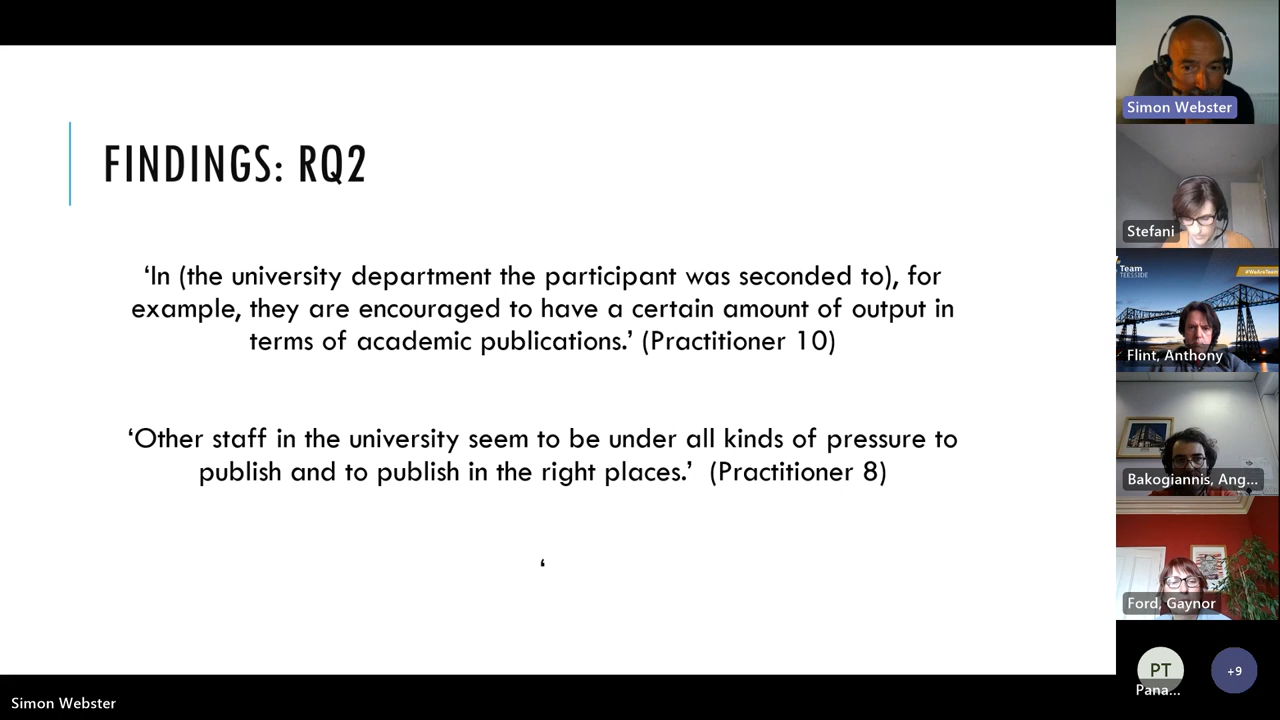 FINDINGS: RQ2
‘In (the university department the participant was seconded to), for
example, they are encouraged to have a certain amount of output in
terms of academic publications.’ (Practitioner 10)
‘Other staff in the university seem to be under all kinds of pressure to
publish and to publish in the right places.’  (Practitioner 8)
‘
Simon Webster
Simon Webster
Stefani
Team
TEESSIDE
#WeAreTeam
Flint, Anthony
Bakogiannis, Ang...
Ford, Gaynor
PT
Pana...
+9